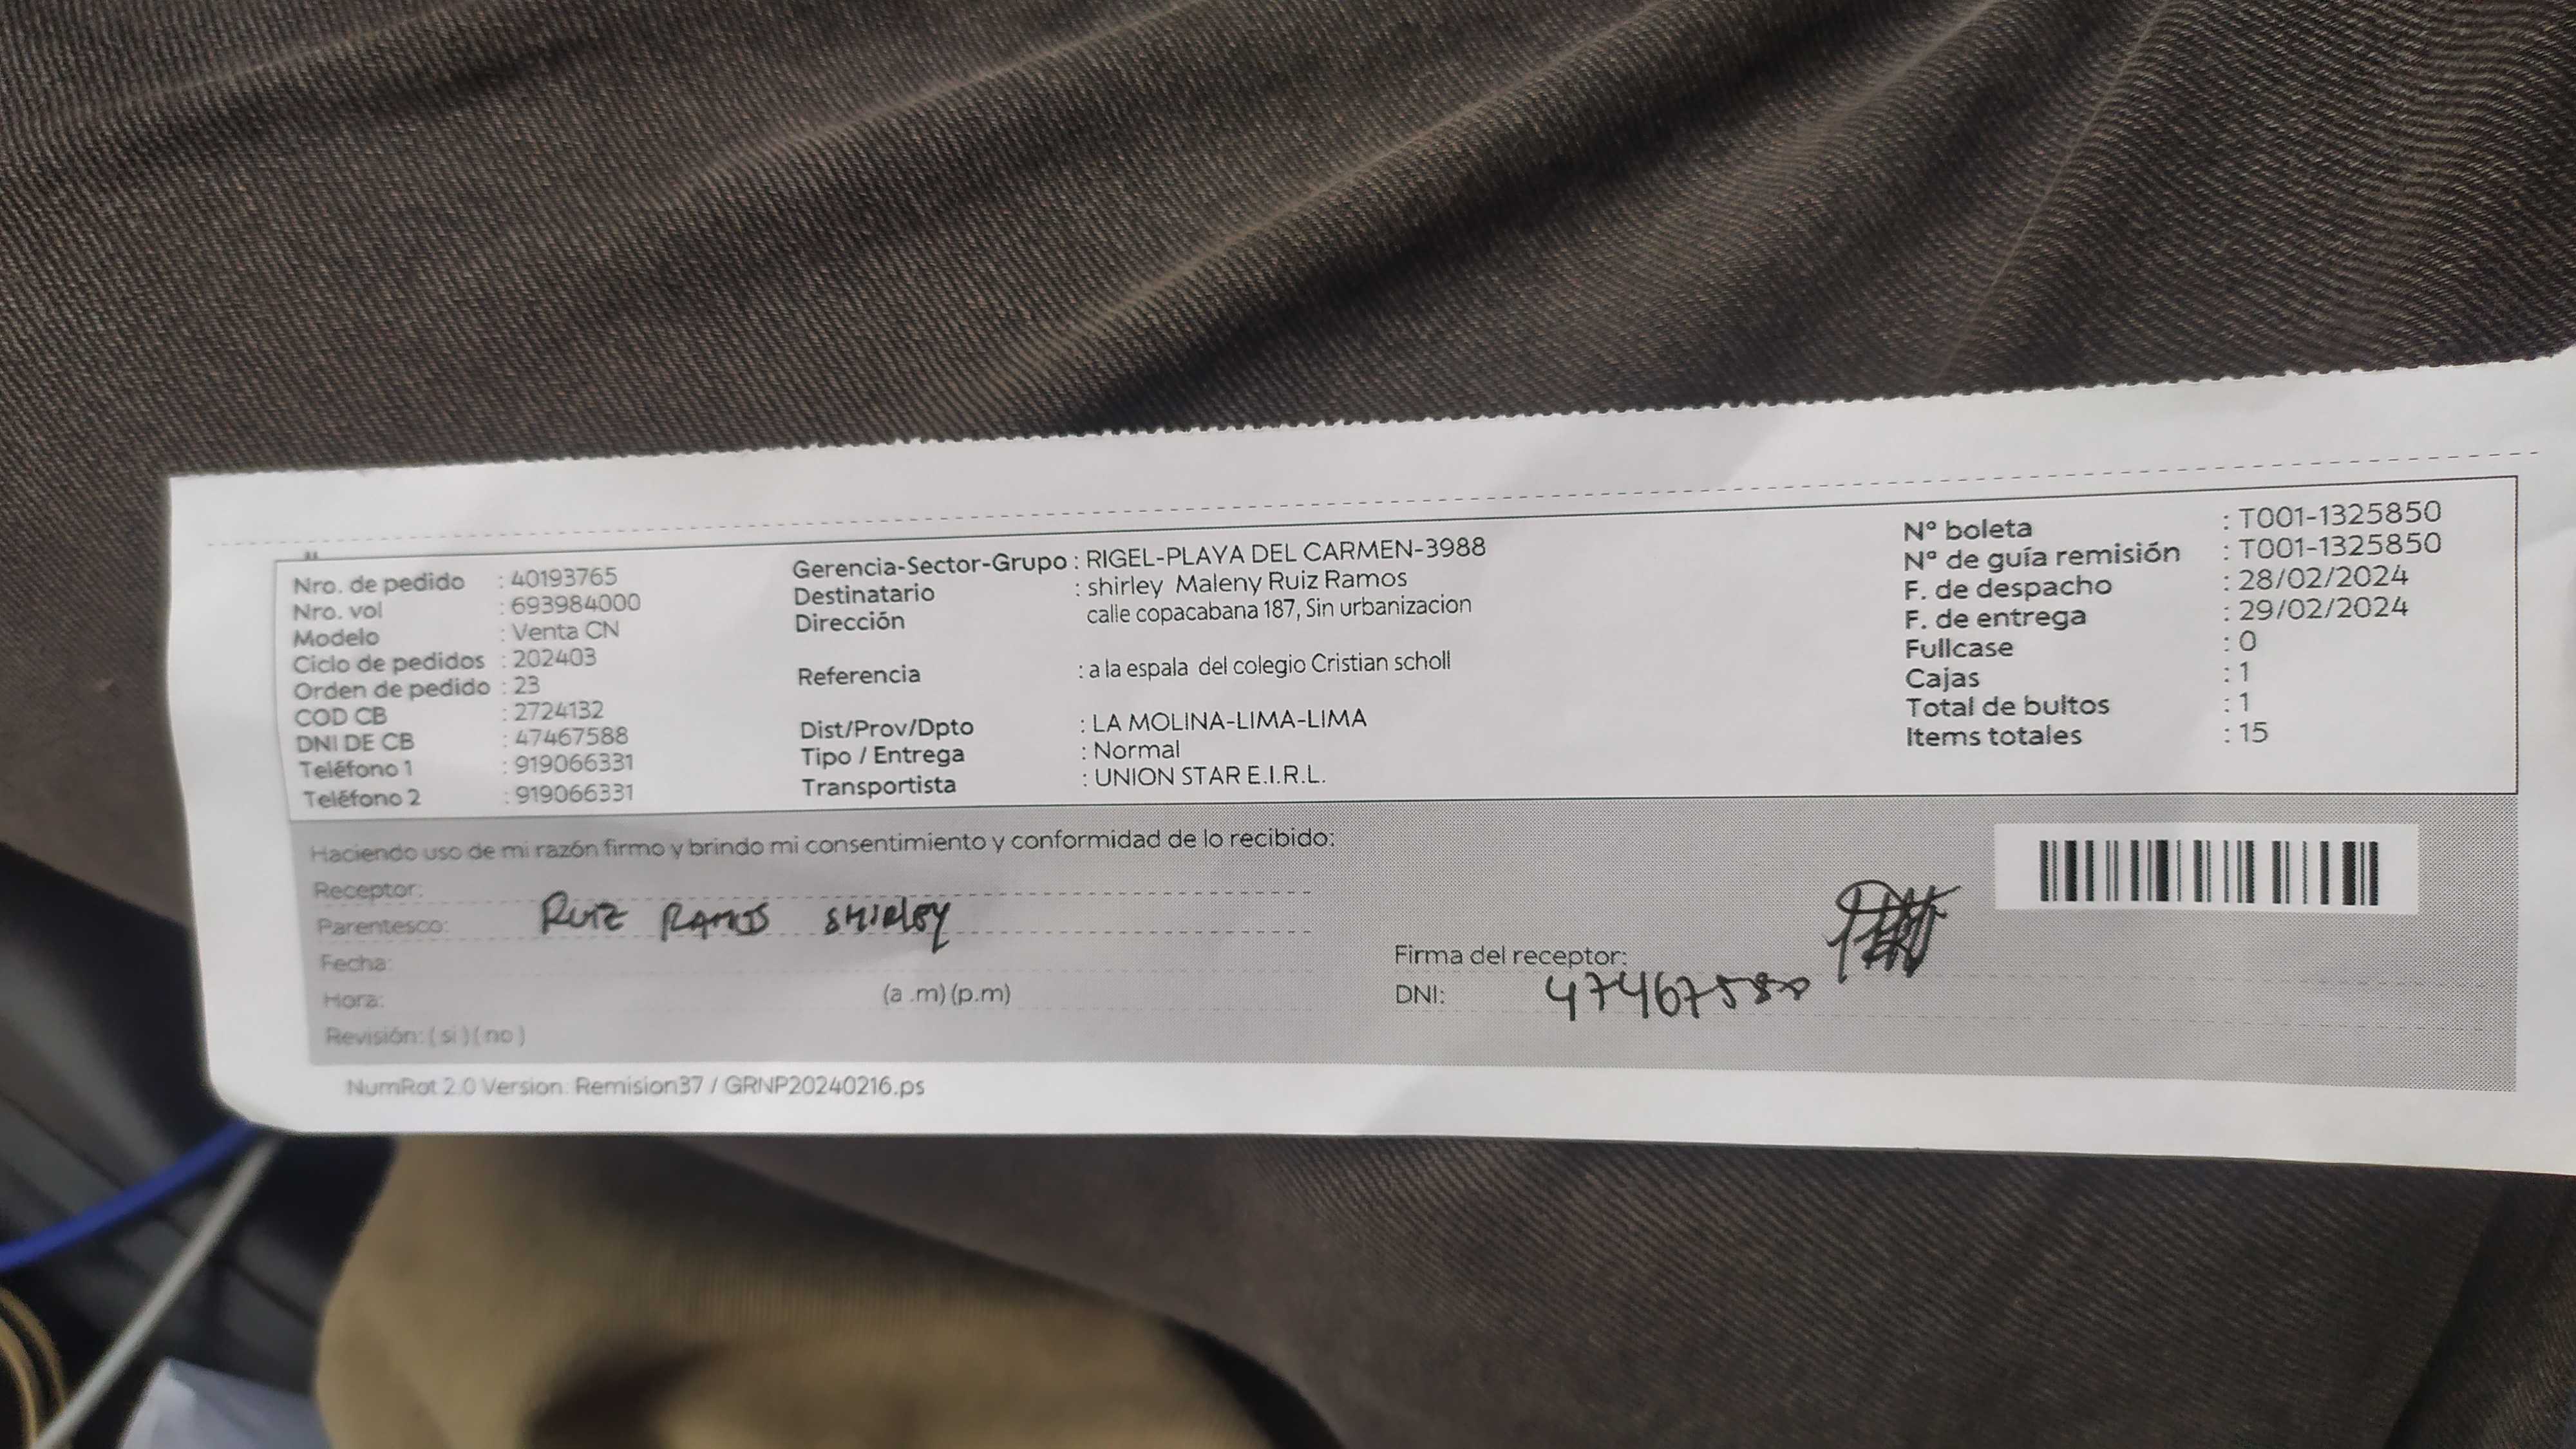 Nro. de pedido : 40193765
Nro. vol : 693984000
Modelo : Venta CN
Ciclo de pedidos : 202403
Orden de pedido : 23
COD CB : 2724132
DNI DE CB : 47467588
Teléfono 1 : 919066331
Teléfono 2 : 919066331
Gerencia-Sector-Grupo : RIGEL-PLAYA DEL CARMEN-3988
Destinatario : shirley Maleny Ruiz Ramos
Dirección calle copacabana 187, Sin urbanizacion
Referencia : a la espala del colegio Cristian scholl
Dist/Prov/Dpto : LA MOLINA-LIMA-LIMA
Tipo / Entrega : Normal
Transportista : UNION STAR E.I.R.L.
N° boleta : T001-1325850
N° de guía remisión : T001-1325850
F. de despacho : 28/02/2024
F. de entrega : 29/02/2024
Fullcase : 0
Cajas : 1
Total de bultos : 1
Items totales : 15
Haciendo uso de mi razón firmo y brindo mi consentimiento y conformidad de lo recibido:
Receptor:
Parentesco: RUIZ RAMOS SHIRLEY
Fecha:
Hora: (a .m) (p.m)
Revisión: ( si ) ( no )
Firma del receptor:
DNI: 47467588
NumRot 2.0 Version: Remision37 / GRNP20240216.ps